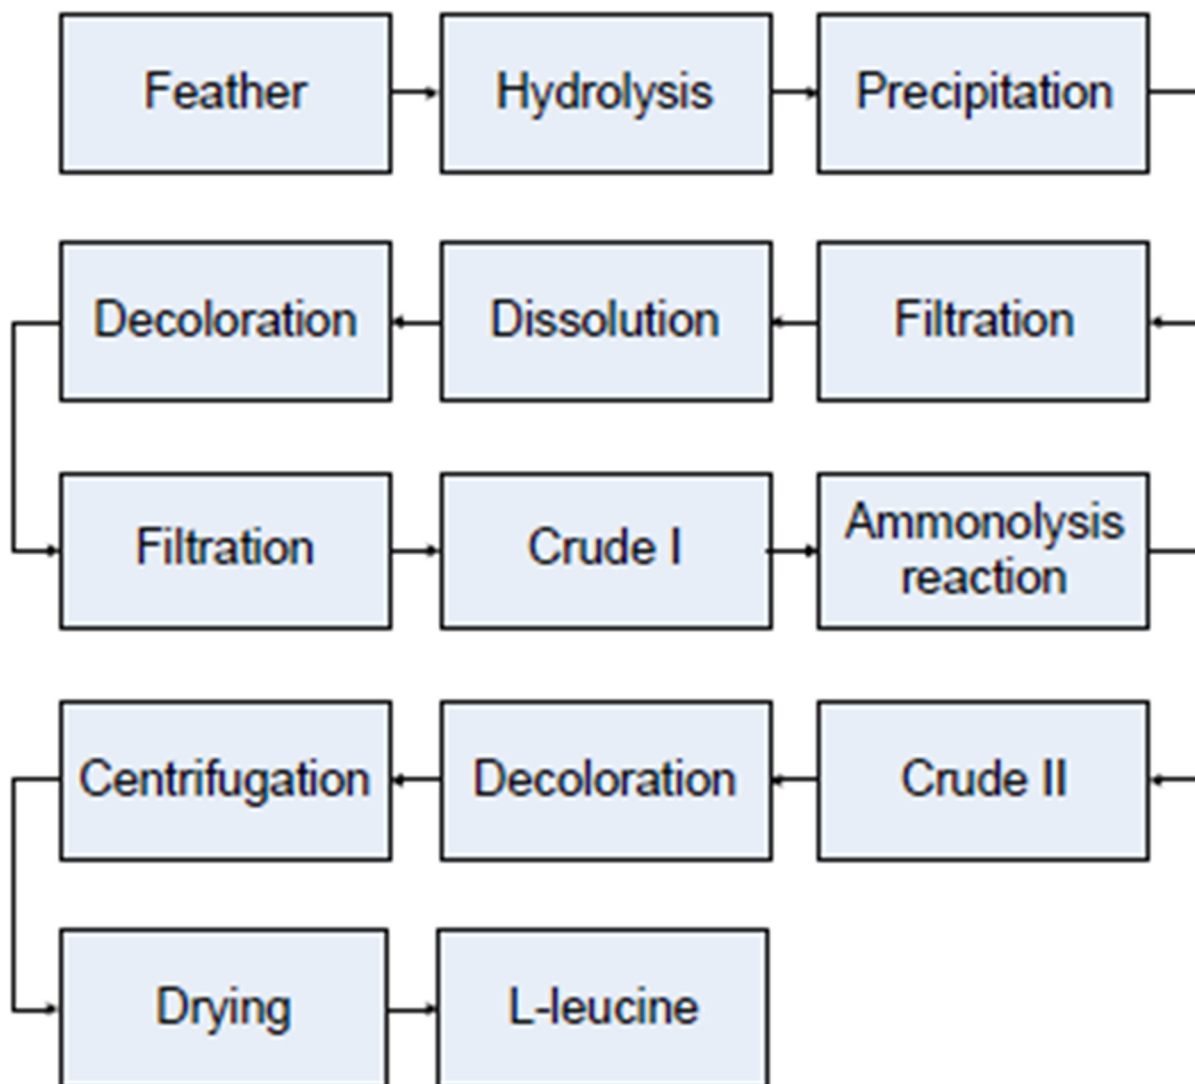 Feather
Hydrolysis
Precipitation
Filtration
Dissolution
Decoloration
Filtration
Crude I
Ammonolysis
reaction
Crude II
Decoloration
Centrifugation
Drying
L-leucine